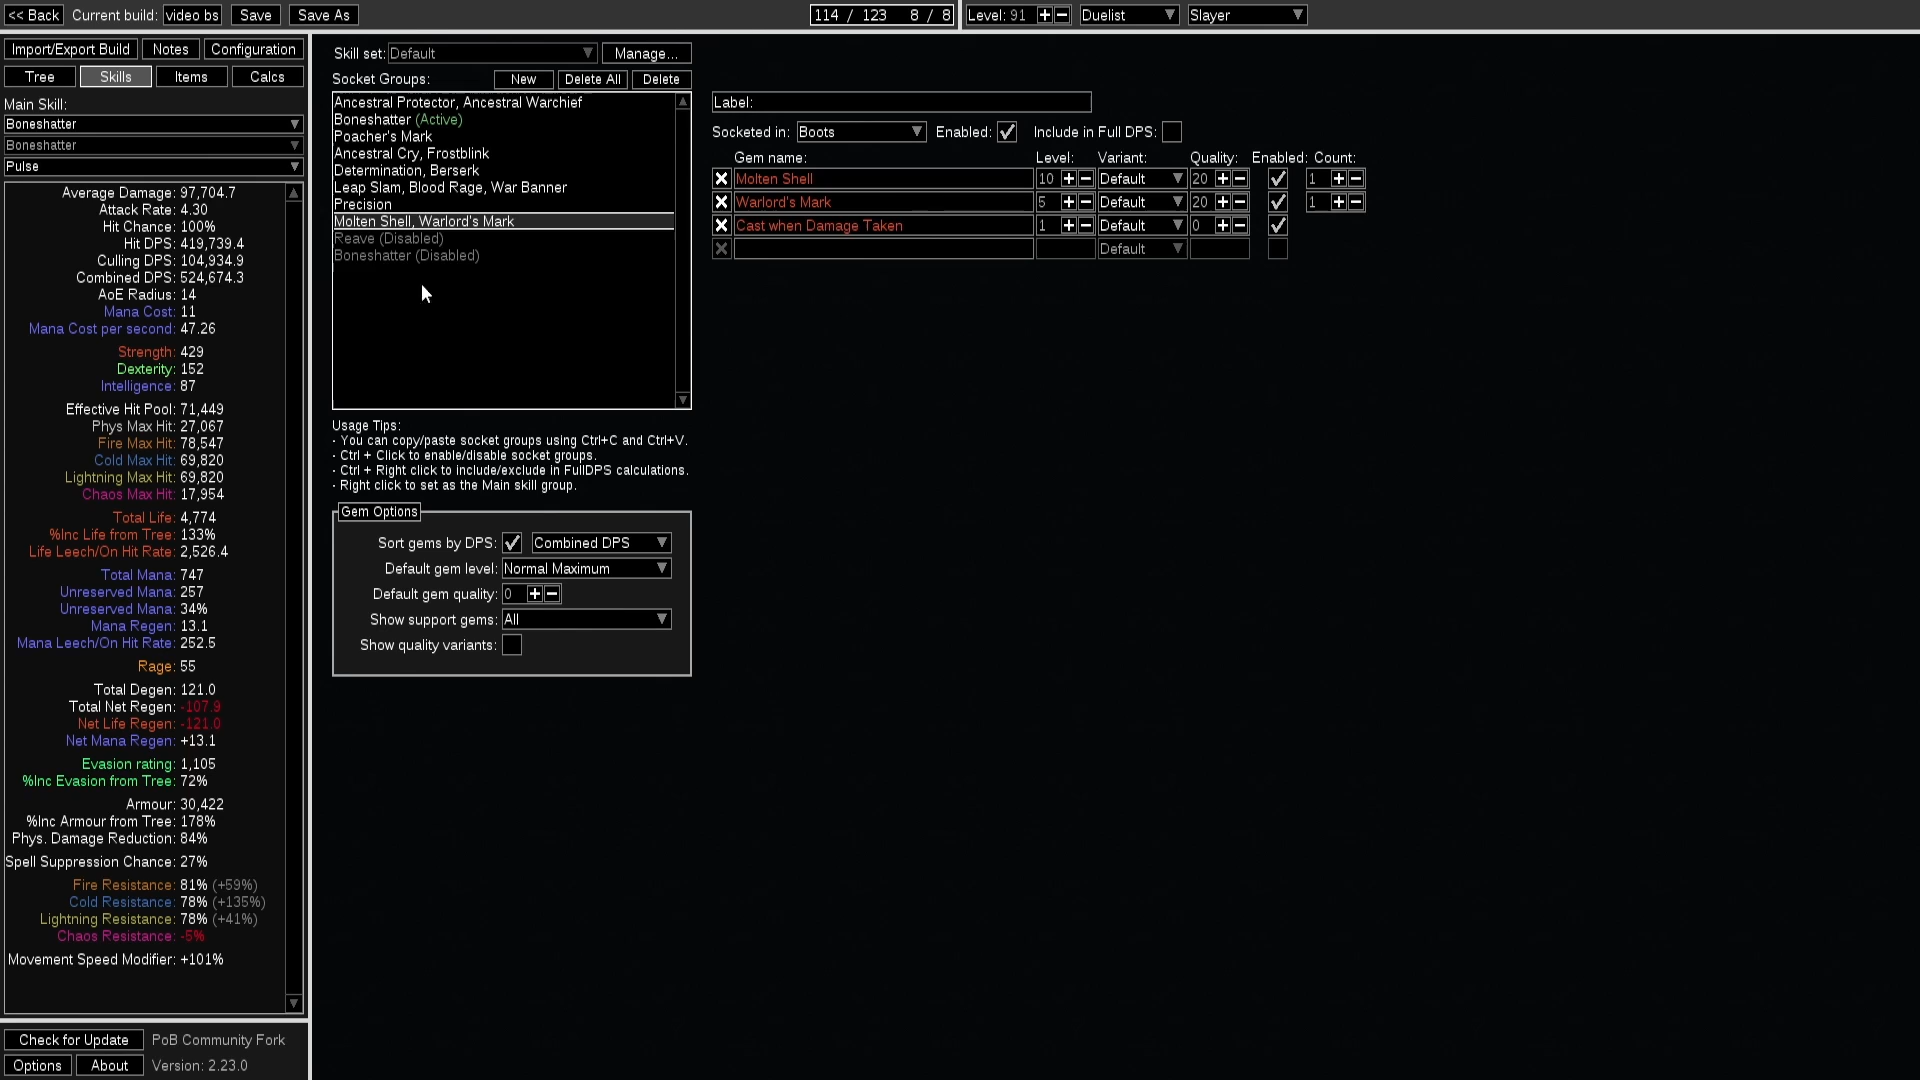 << Back Current build: video bs Save Save As 114 / 123 8 / 8 Level: 91 Duelist Slayer
Import/Export Build Notes Configuration
Tree Skills Items Calcs
Main Skill:
Boneshatter
Boneshatter
Pulse
Average Damage: 97,704.7
Attack Rate: 4.30
Hit Chance: 100%
Hit DPS: 419,739.4
Culling DPS: 104,934.9
Combined DPS: 524,674.3
AoE Radius: 14
Mana Cost: 11
Mana Cost per second: 47.26
Strength: 429
Dexterity: 152
Intelligence: 87
Effective Hit Pool: 71,449
Phys Max Hit: 27,067
Fire Max Hit: 78,547
Cold Max Hit: 69,820
Lightning Max Hit: 69,820
Chaos Max Hit: 17,954
Total Life: 4,774
%Inc Life from Tree: 133%
Life Leech/On Hit Rate: 2,526.4
Total Mana: 747
Unreserved Mana: 257
Unreserved Mana: 34%
Mana Regen: 13.1
Mana Leech/On Hit Rate: 252.5
Rage: 55
Total Degen: 121.0
Total Net Regen: -107.9
Net Life Regen: -121.0
Net Mana Regen: +13.1
Evasion rating: 1,105
%Inc Evasion from Tree: 72%
Armour: 30,422
%Inc Armour from Tree: 178%
Phys. Damage Reduction: 84%
Spell Suppression Chance: 27%
Fire Resistance: 81% (+59%)
Cold Resistance: 78% (+135%)
Lightning Resistance: 78% (+41%)
Chaos Resistance: -5%
Movement Speed Modifier: +101%
Check for Update PoB Community Fork
Options About Version: 2.23.0
Skill set: Default Manage...
Socket Groups: New Delete All Delete
Ancestral Protector, Ancestral Warchief
Boneshatter (Active)
Poacher's Mark
Ancestral Cry, Frostblink
Determination, Berserk
Leap Slam, Blood Rage, War Banner
Precision
Molten Shell, Warlord's Mark
Reave (Disabled)
Boneshatter (Disabled)
Usage Tips:
- You can copy/paste socket groups using Ctrl+C and Ctrl+V.
- Ctrl + Click to enable/disable socket groups.
- Ctrl + Right click to include/exclude in FullDPS calculations.
- Right click to set as the Main skill group.
Gem Options
Sort gems by DPS: Combined DPS
Default gem level: Normal Maximum
Default gem quality: 0
Show support gems: All
Show quality variants:
Label:
Socketed in: Boots Enabled: Include in Full DPS:
Gem name: Level: Variant: Quality: Enabled: Count:
Molten Shell 10 Default 20 1
Warlord's Mark 5 Default 20 1
Cast when Damage Taken 1 Default 0
Default